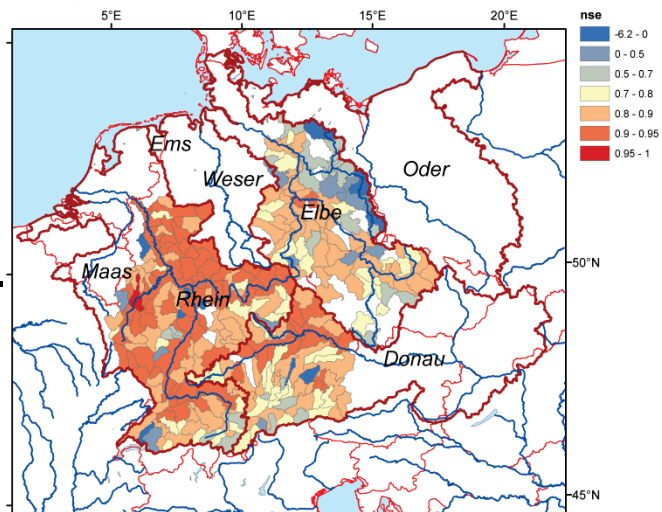 5°E 10°E 15°E 20°E
nse
-6.2 - 0
0 - 0.5
0.5 - 0.7
0.7 - 0.8
0.8 - 0.9
0.9 - 0.95
0.95 - 1
Ems
Weser
Oder
Elbe
50°N
Maas
Rhein
Donau
45°N